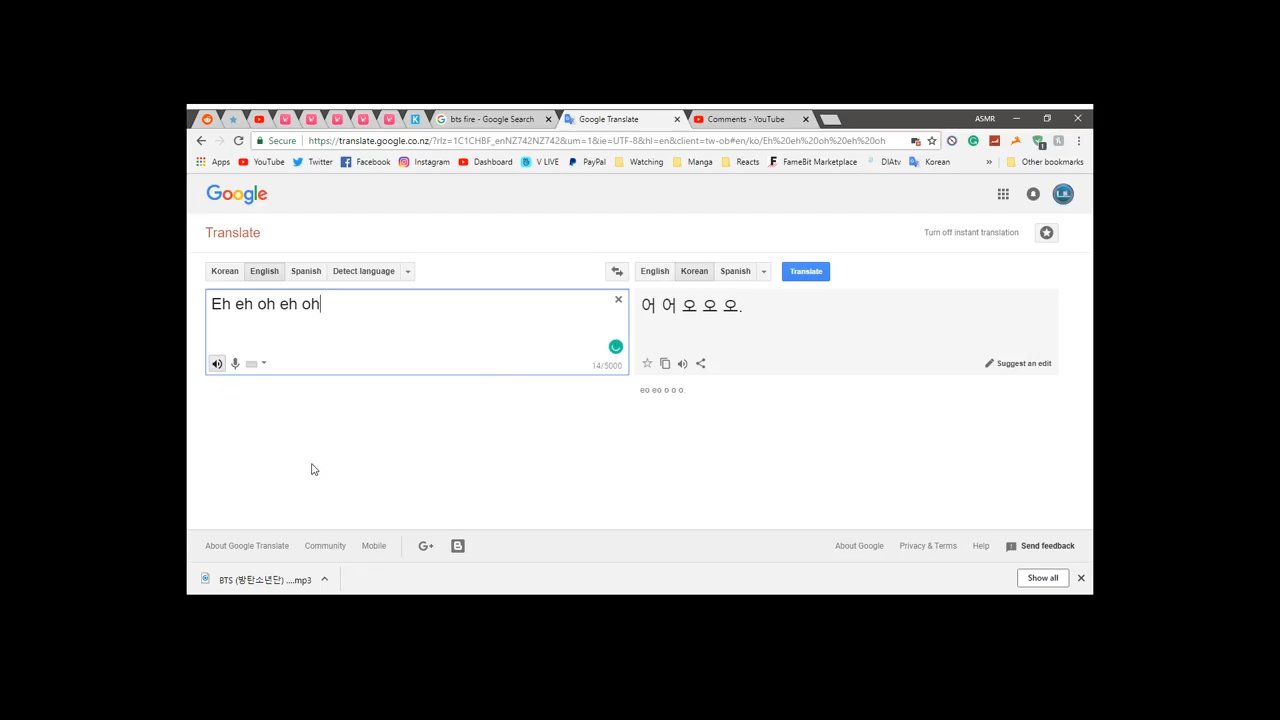 bts fire - Google Search
Google Translate
Comments - YouTube
ASMR
Secure
https://translate.google.co.nz/?rlz=1C1CHBF_enNZ742NZ742&um=1&ie=UTF-8&hl=en&client=tw-ob#en/ko/Eh%20eh%20oh%20eh%20oh
Apps YouTube Twitter Facebook Instagram Dashboard V LIVE PayPal Watching Manga Reacts FameBit Marketplace DIAtv Korean » Other bookmarks
Google
Translate
Turn off instant translation
Korean English Spanish Detect language
English Korean Spanish Translate
Eh eh oh eh oh
어 어 오 오 오.
14/5000
Suggest an edit
eo eo o o o.
About Google Translate Community Mobile G+ B
About Google Privacy & Terms Help Send feedback
BTS (방탄소년단) ....mp3
Show all